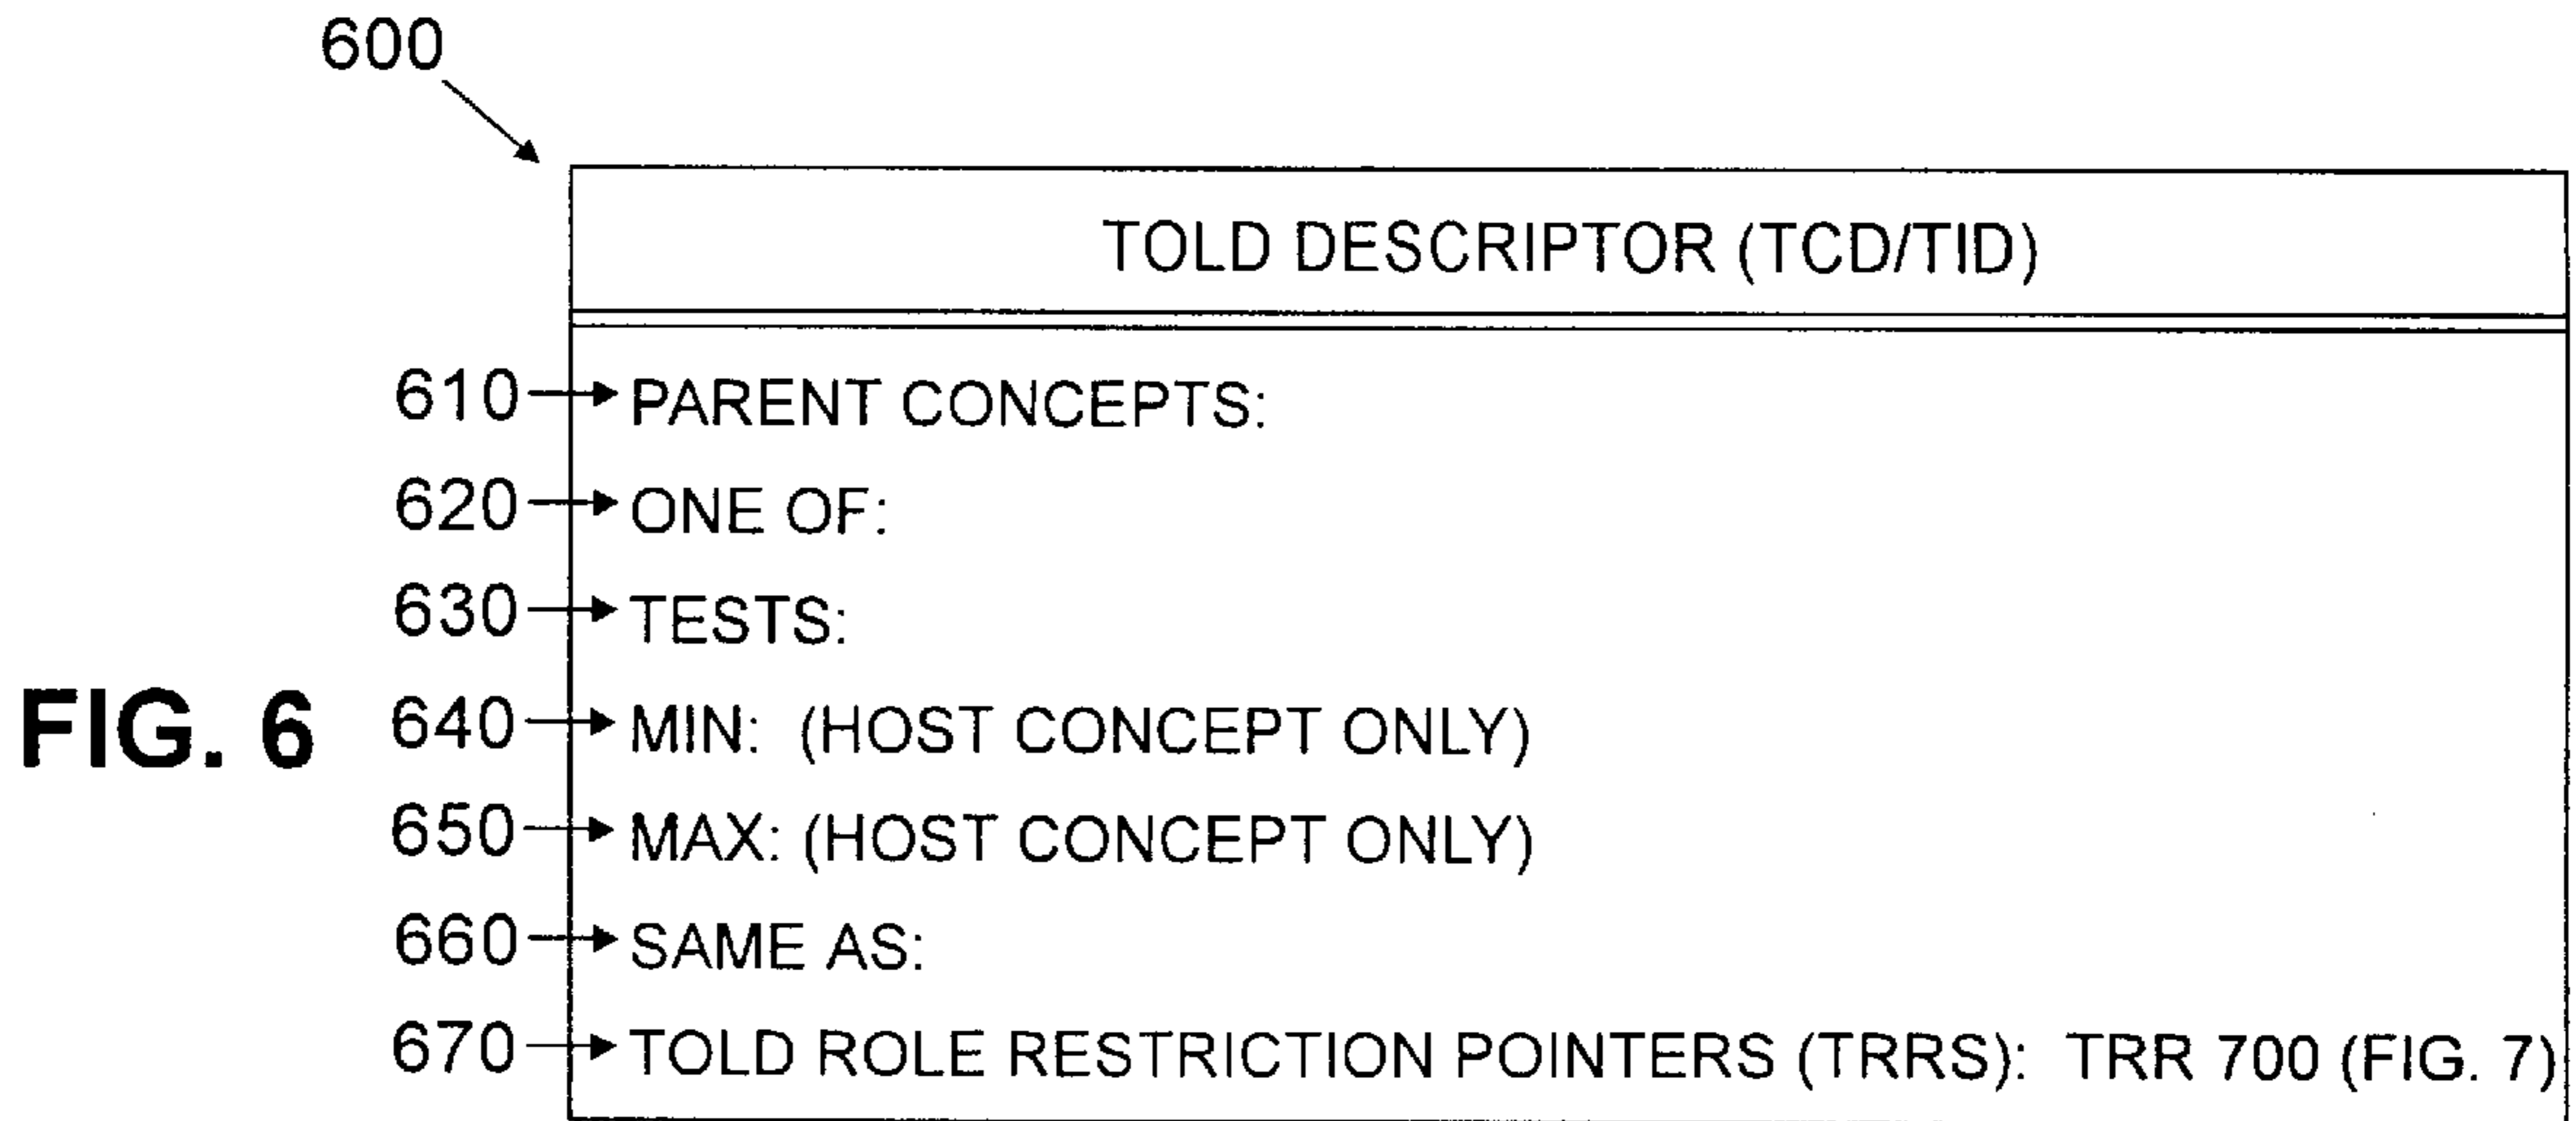 600
TOLD DESCRIPTOR (TCD/TID)
610 PARENT CONCEPTS:
620 ONE OF:
630 TESTS:
FIG. 6 640 MIN: (HOST CONCEPT ONLY)
650 MAX: (HOST CONCEPT ONLY)
660 SAME AS:
670 TOLD ROLE RESTRICTION POINTERS (TRRS): TRR 700 (FIG. 7)